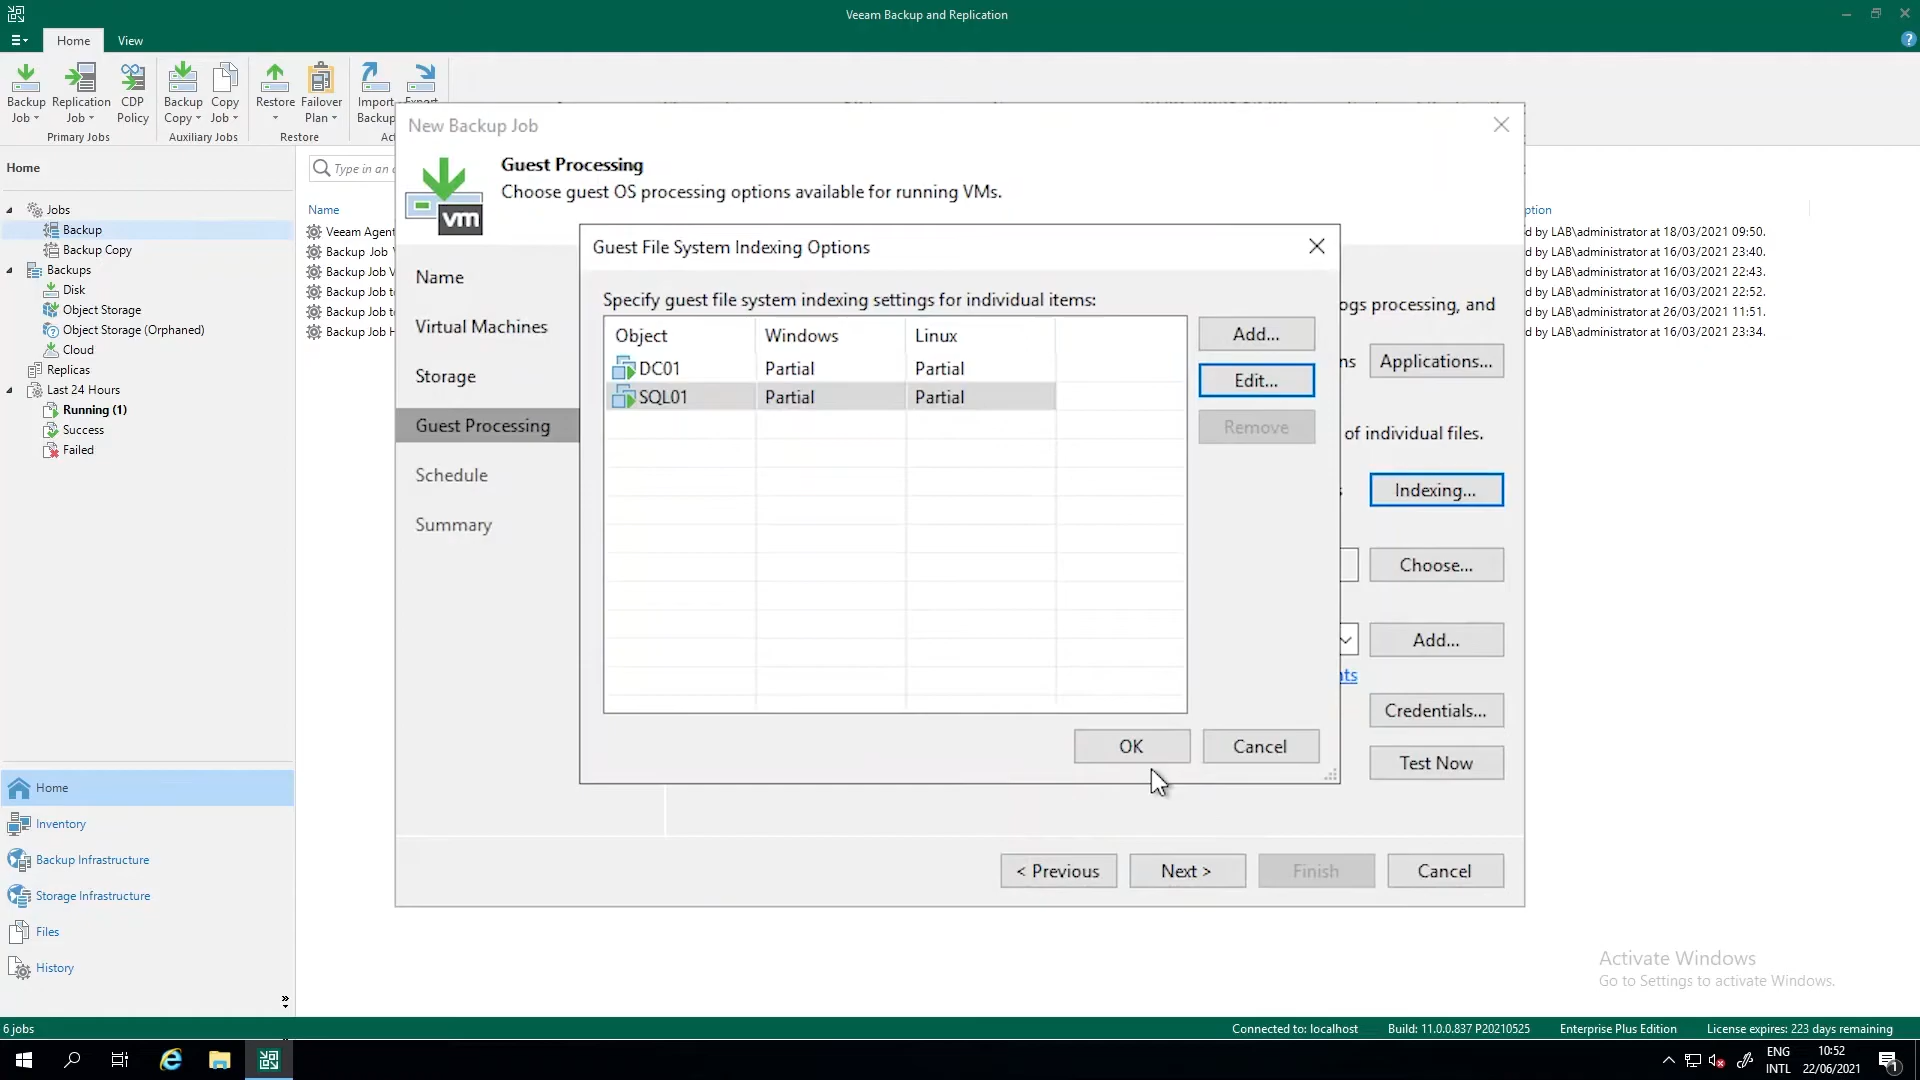 Veeam Backup and Replication
Home
View
Backup Job
Replication Job
CDP Policy
Primary Jobs
Backup Copy
Copy Job
Auxiliary Jobs
Restore
Failover Plan
Restore
Import Backup
Export
Home
Jobs
Backup
Backup Copy
Backups
Disk
Object Storage
Object Storage (Orphaned)
Cloud
Replicas
Last 24 Hours
Running (1)
Success
Failed
Home
Inventory
Backup Infrastructure
Storage Infrastructure
Files
History
Type in an
Name
Veeam Agent
Backup Job
Backup Job V
Backup Job to
Backup Job to
Backup Job H
ption
d by LAB\administrator at 18/03/2021 09:50.
d by LAB\administrator at 16/03/2021 23:40.
d by LAB\administrator at 16/03/2021 22:43.
d by LAB\administrator at 16/03/2021 22:52.
d by LAB\administrator at 26/03/2021 11:51.
d by LAB\administrator at 16/03/2021 23:34.
New Backup Job
vm
Guest Processing
Choose guest OS processing options available for running VMs.
Name
Virtual Machines
Storage
Guest Processing
Schedule
Summary
ogs processing, and
ns
Applications...
of individual files.
Indexing...
Choose...
Add...
nts
Credentials...
Test Now
Guest File System Indexing Options
Specify guest file system indexing settings for individual items:
Object Windows Linux
DC01 Partial Partial
SQL01 Partial Partial
Add...
Edit...
Remove
OK
Cancel
< Previous
Next >
Finish
Cancel
Activate Windows
Go to Settings to activate Windows.
6 jobs
Connected to: localhost
Build: 11.0.0.837 P20210525
Enterprise Plus Edition
License expires: 223 days remaining
ENG
INTL
10:52
22/06/2021
1